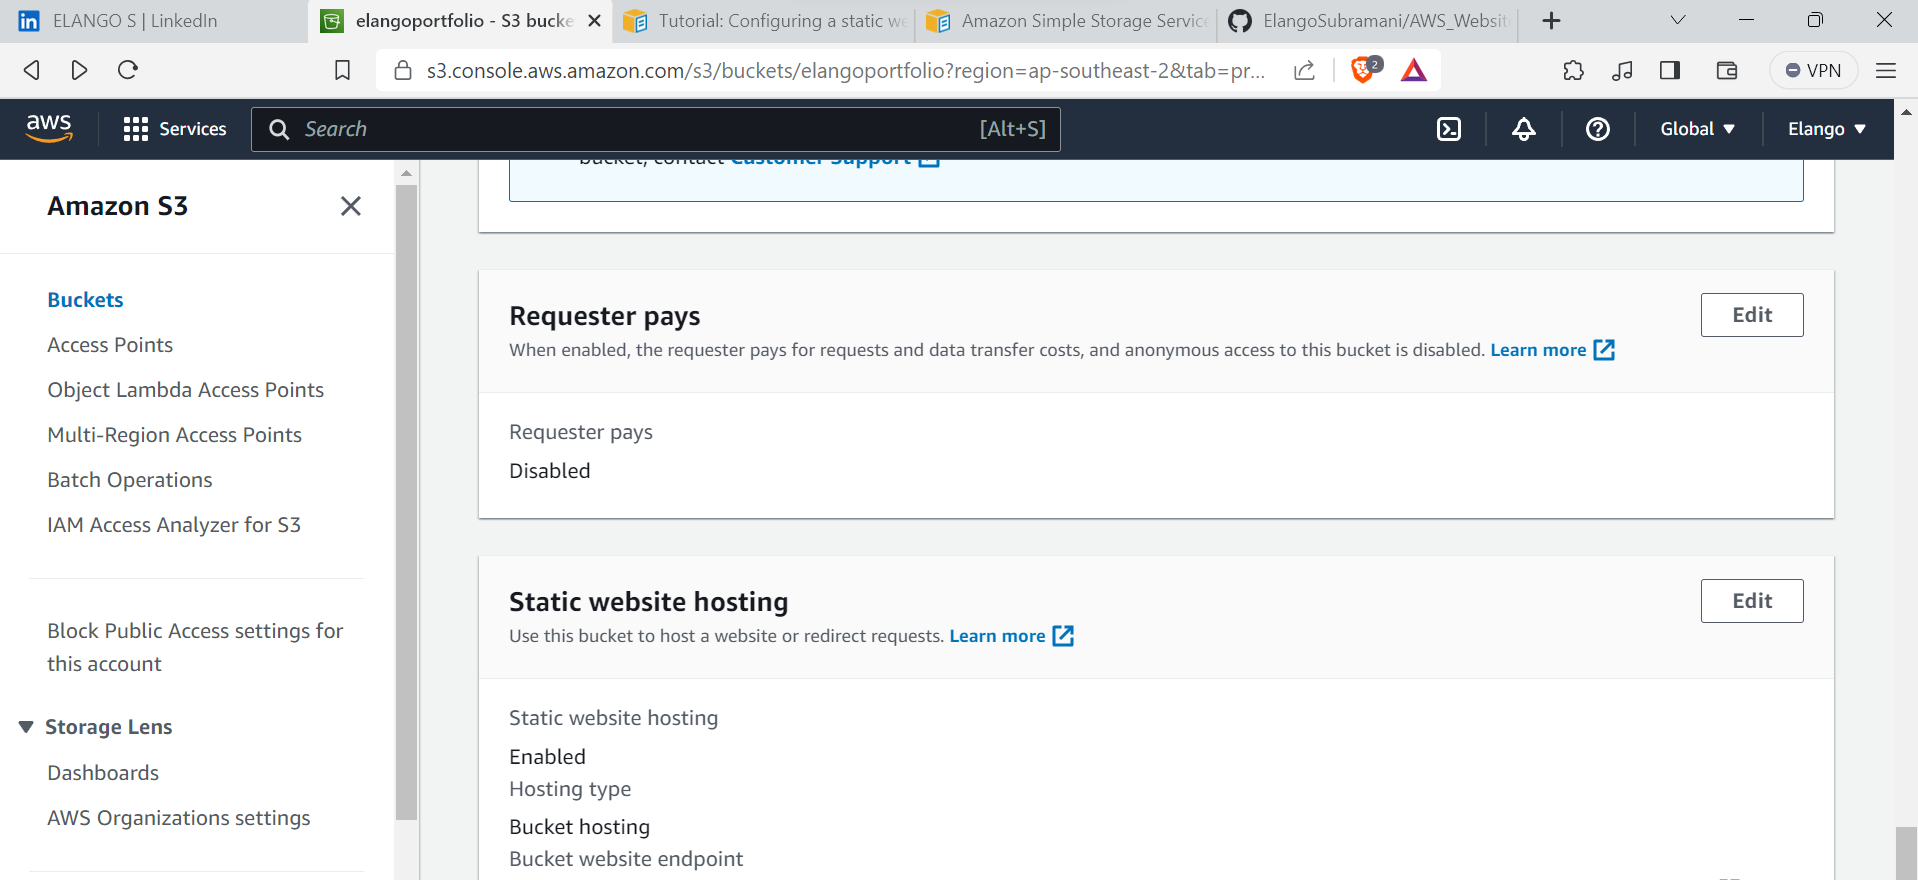 ELANGO S | LinkedIn
elangoportfolio - S3 bucke
Tutorial: Configuring a static we
Amazon Simple Storage Service
ElangoSubramani/AWS_Websit
s3.console.aws.amazon.com/s3/buckets/elangoportfolio?region=ap-southeast-2&tab=pr...
2
VPN
aws
Services
Search
[Alt+S]
Global
Elango
Amazon S3
Buckets
Access Points
Object Lambda Access Points
Multi-Region Access Points
Batch Operations
IAM Access Analyzer for S3
Block Public Access settings for
this account
Storage Lens
Dashboards
AWS Organizations settings
bucket, contact Customer Support
Requester pays
Edit
When enabled, the requester pays for requests and data transfer costs, and anonymous access to this bucket is disabled. Learn more
Requester pays
Disabled
Static website hosting
Edit
Use this bucket to host a website or redirect requests. Learn more
Static website hosting
Enabled
Hosting type
Bucket hosting
Bucket website endpoint